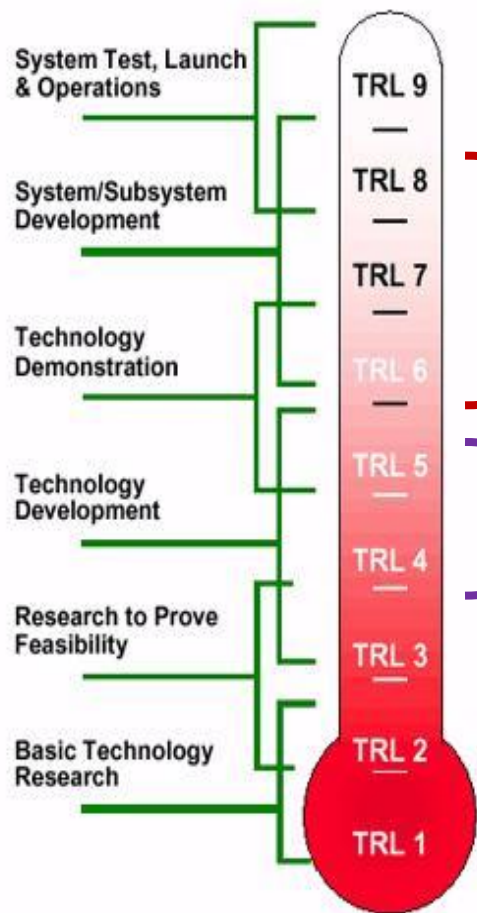 System Test, Launch
& Operations
System/Subsystem
Development
Technology
Demonstration
Technology
Development
Research to Prove
Feasibility
Basic Technology
Research
TRL 9
TRL 8
TRL 7
TRL 6
TRL 5
TRL 4
TRL 3
TRL 2
TRL 1